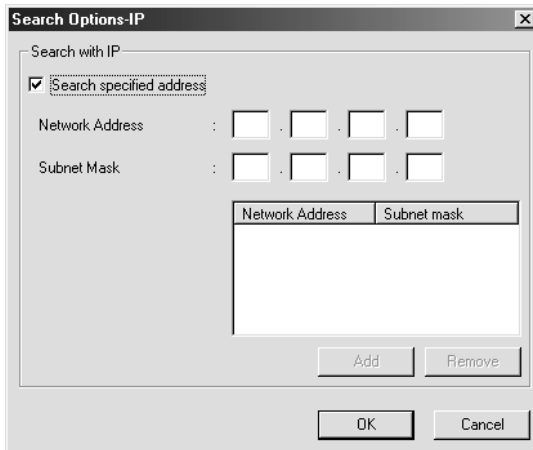 Search Options-IP
Search with IP
Search specified address
Network Address :  .  .  .
Subnet Mask :  .  .  .
Network Address Subnet mask
Add Remove
OK Cancel